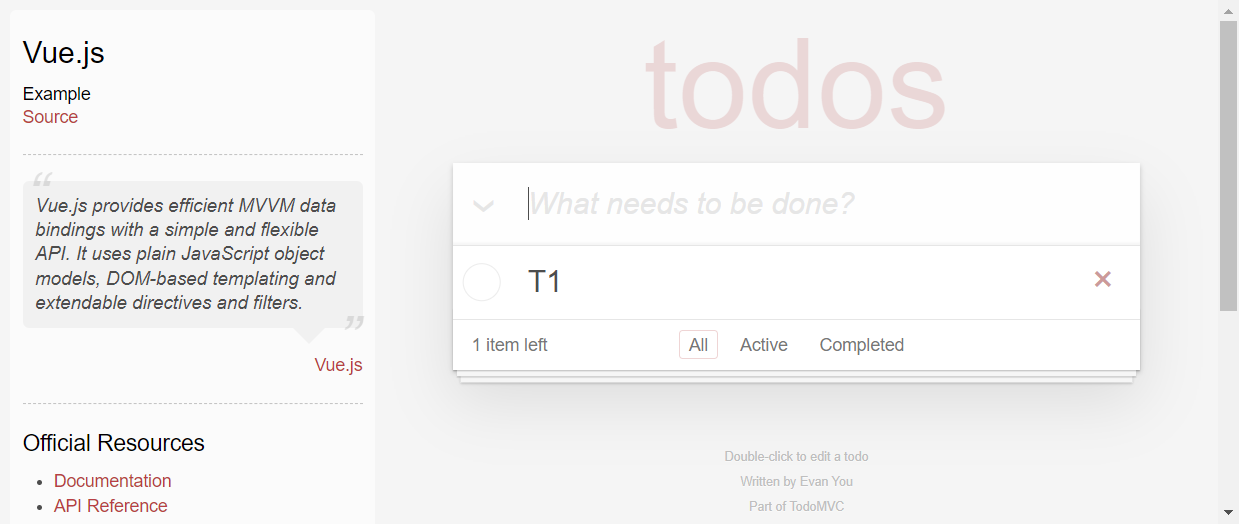 Vue.js
Example
Source
“
Vue.js provides efficient MVVM data
bindings with a simple and flexible
API. It uses plain JavaScript object
models, DOM-based templating and
extendable directives and filters.
”
Vue.js
Official Resources
• Documentation
• API Reference
todos
What needs to be done?
T1 ×
1 item left All Active Completed
Double-click to edit a todo
Written by Evan You
Part of TodoMVC